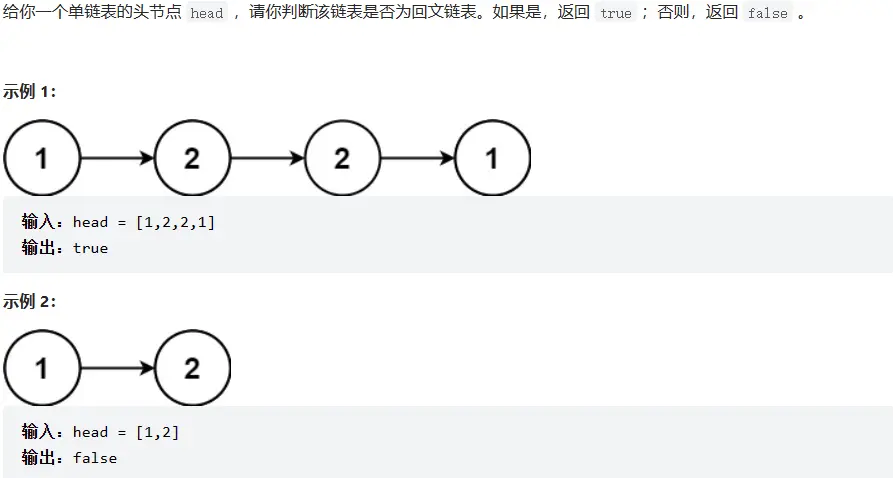 给你一个单链表的头节点 head ，请你判断该链表是否为回文链表。如果是，返回 true ；否则，返回 false 。
示例 1：
1 2 2 1
输入：head = [1,2,2,1]
输出：true
示例 2：
1 2
输入：head = [1,2]
输出：false